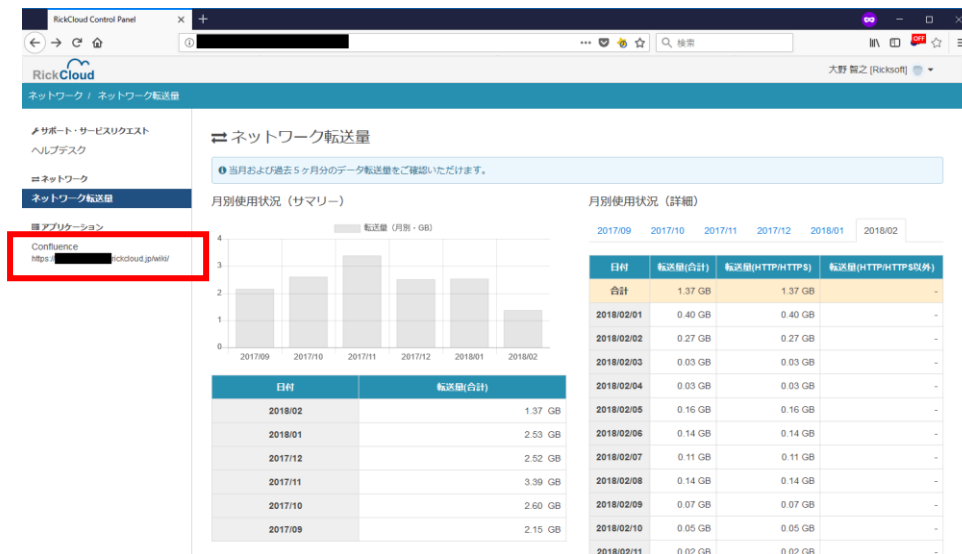 RickCloud Control Panel
検索
OFF
RickCloud
大野 智之 [Ricksoft]
ネットワーク / ネットワーク転送量
サポート・サービスリクエスト
ヘルプデスク
ネットワーク
ネットワーク転送量
アプリケーション
Confluence
https://
rickcloud.jp/wiki/
ネットワーク転送量
当月および過去5ヶ月分のデータ転送量をご確認いただけます。
月別使用状況（サマリー）
転送量（月別・GB）
4
3
2
1
0
2017/09 2017/10 2017/11 2017/12 2018/01 2018/02
日付 転送量(合計)
2018/02 1.37 GB
2018/01 2.53 GB
2017/12 2.52 GB
2017/11 3.39 GB
2017/10 2.60 GB
2017/09 2.15 GB
月別使用状況（詳細）
2017/09 2017/10 2017/11 2017/12 2018/01 2018/02
日付 転送量(合計) 転送量(HTTP/HTTPS) 転送量(HTTP/HTTPS以外)
合計 1.37 GB 1.37 GB -
2018/02/01 0.40 GB 0.40 GB -
2018/02/02 0.27 GB 0.27 GB -
2018/02/03 0.03 GB 0.03 GB -
2018/02/04 0.03 GB 0.03 GB -
2018/02/05 0.16 GB 0.16 GB -
2018/02/06 0.14 GB 0.14 GB -
2018/02/07 0.11 GB 0.11 GB -
2018/02/08 0.14 GB 0.14 GB -
2018/02/09 0.07 GB 0.07 GB -
2018/02/10 0.05 GB 0.05 GB -
2018/02/11 0.02 GB 0.02 GB -